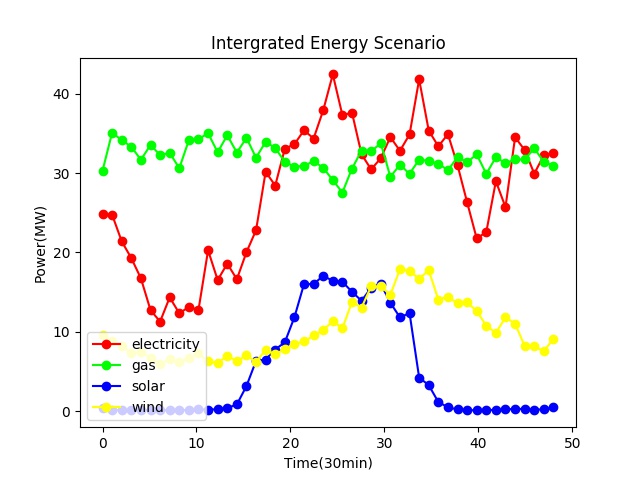 Intergrated Energy Scenario
Power(MW)
40
30
20
10
0
electricity
gas
solar
wind
0 10 20 30 40 50
Time(30min)